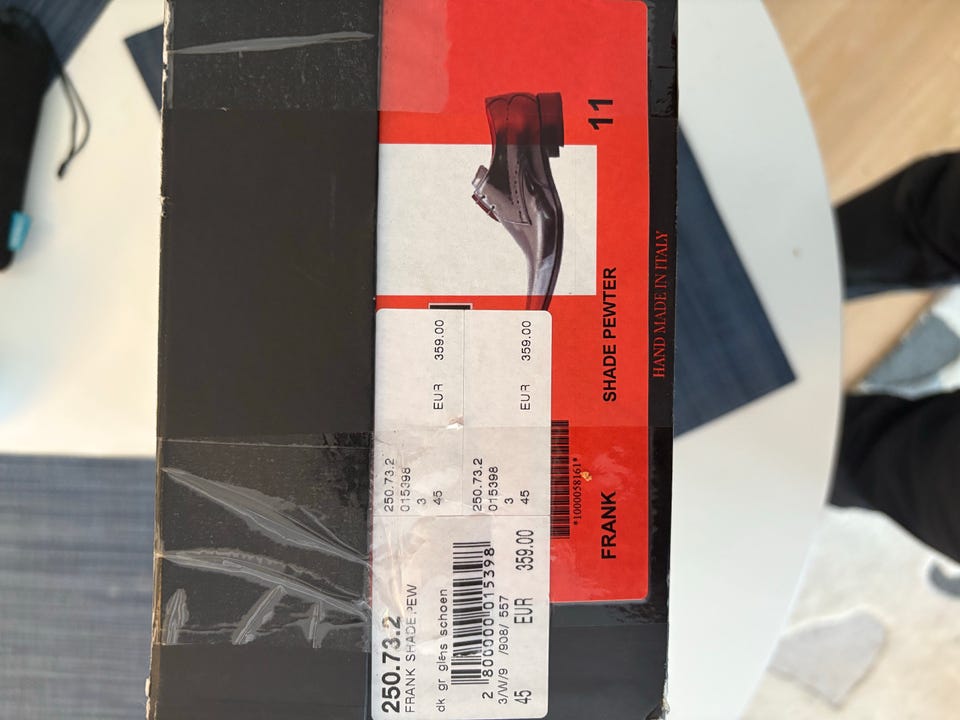 FRANK
SHADE PEWTER
11
HAND MADE IN ITALY
*1000058161*
250.73.2
FRANK SHADE PEW
dk gr glans schoen
2 800000 015398
3/W/9 /908/ 557
45 EUR 359.00
250.73.2
015398
3
45 EUR 359.00
250.73.2
015398
3
45 EUR 359.00